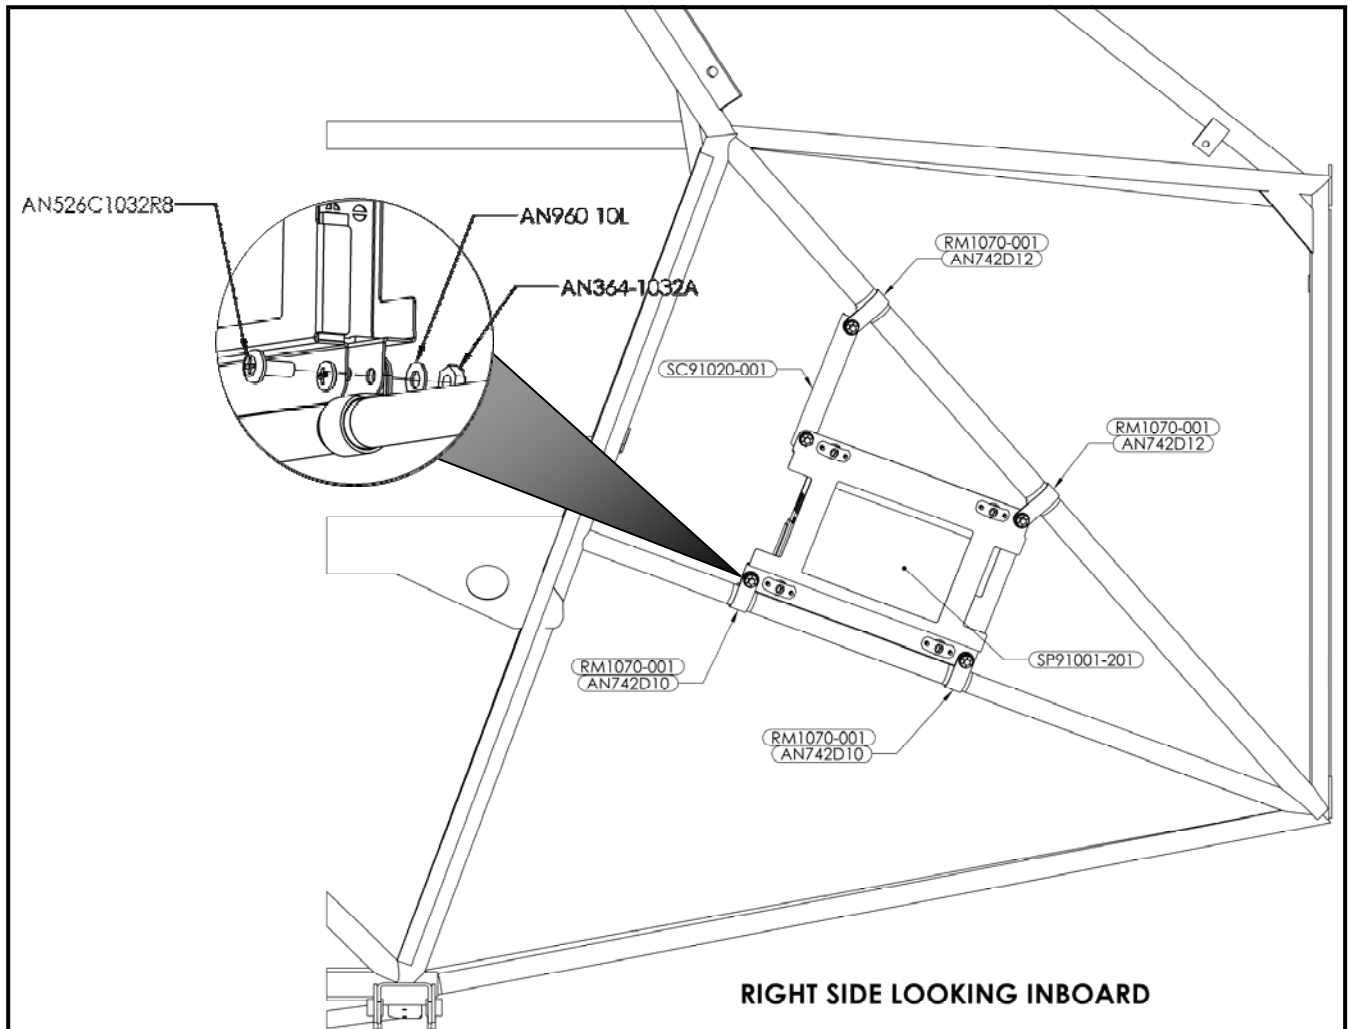 AN526C1032R8
AN960 10L
AN364-1032A
RM1070-001
AN742D12
SC91020-001
RM1070-001
AN742D12
SP91001-201
RM1070-001
AN742D10
RM1070-001
AN742D10
RIGHT SIDE LOOKING INBOARD